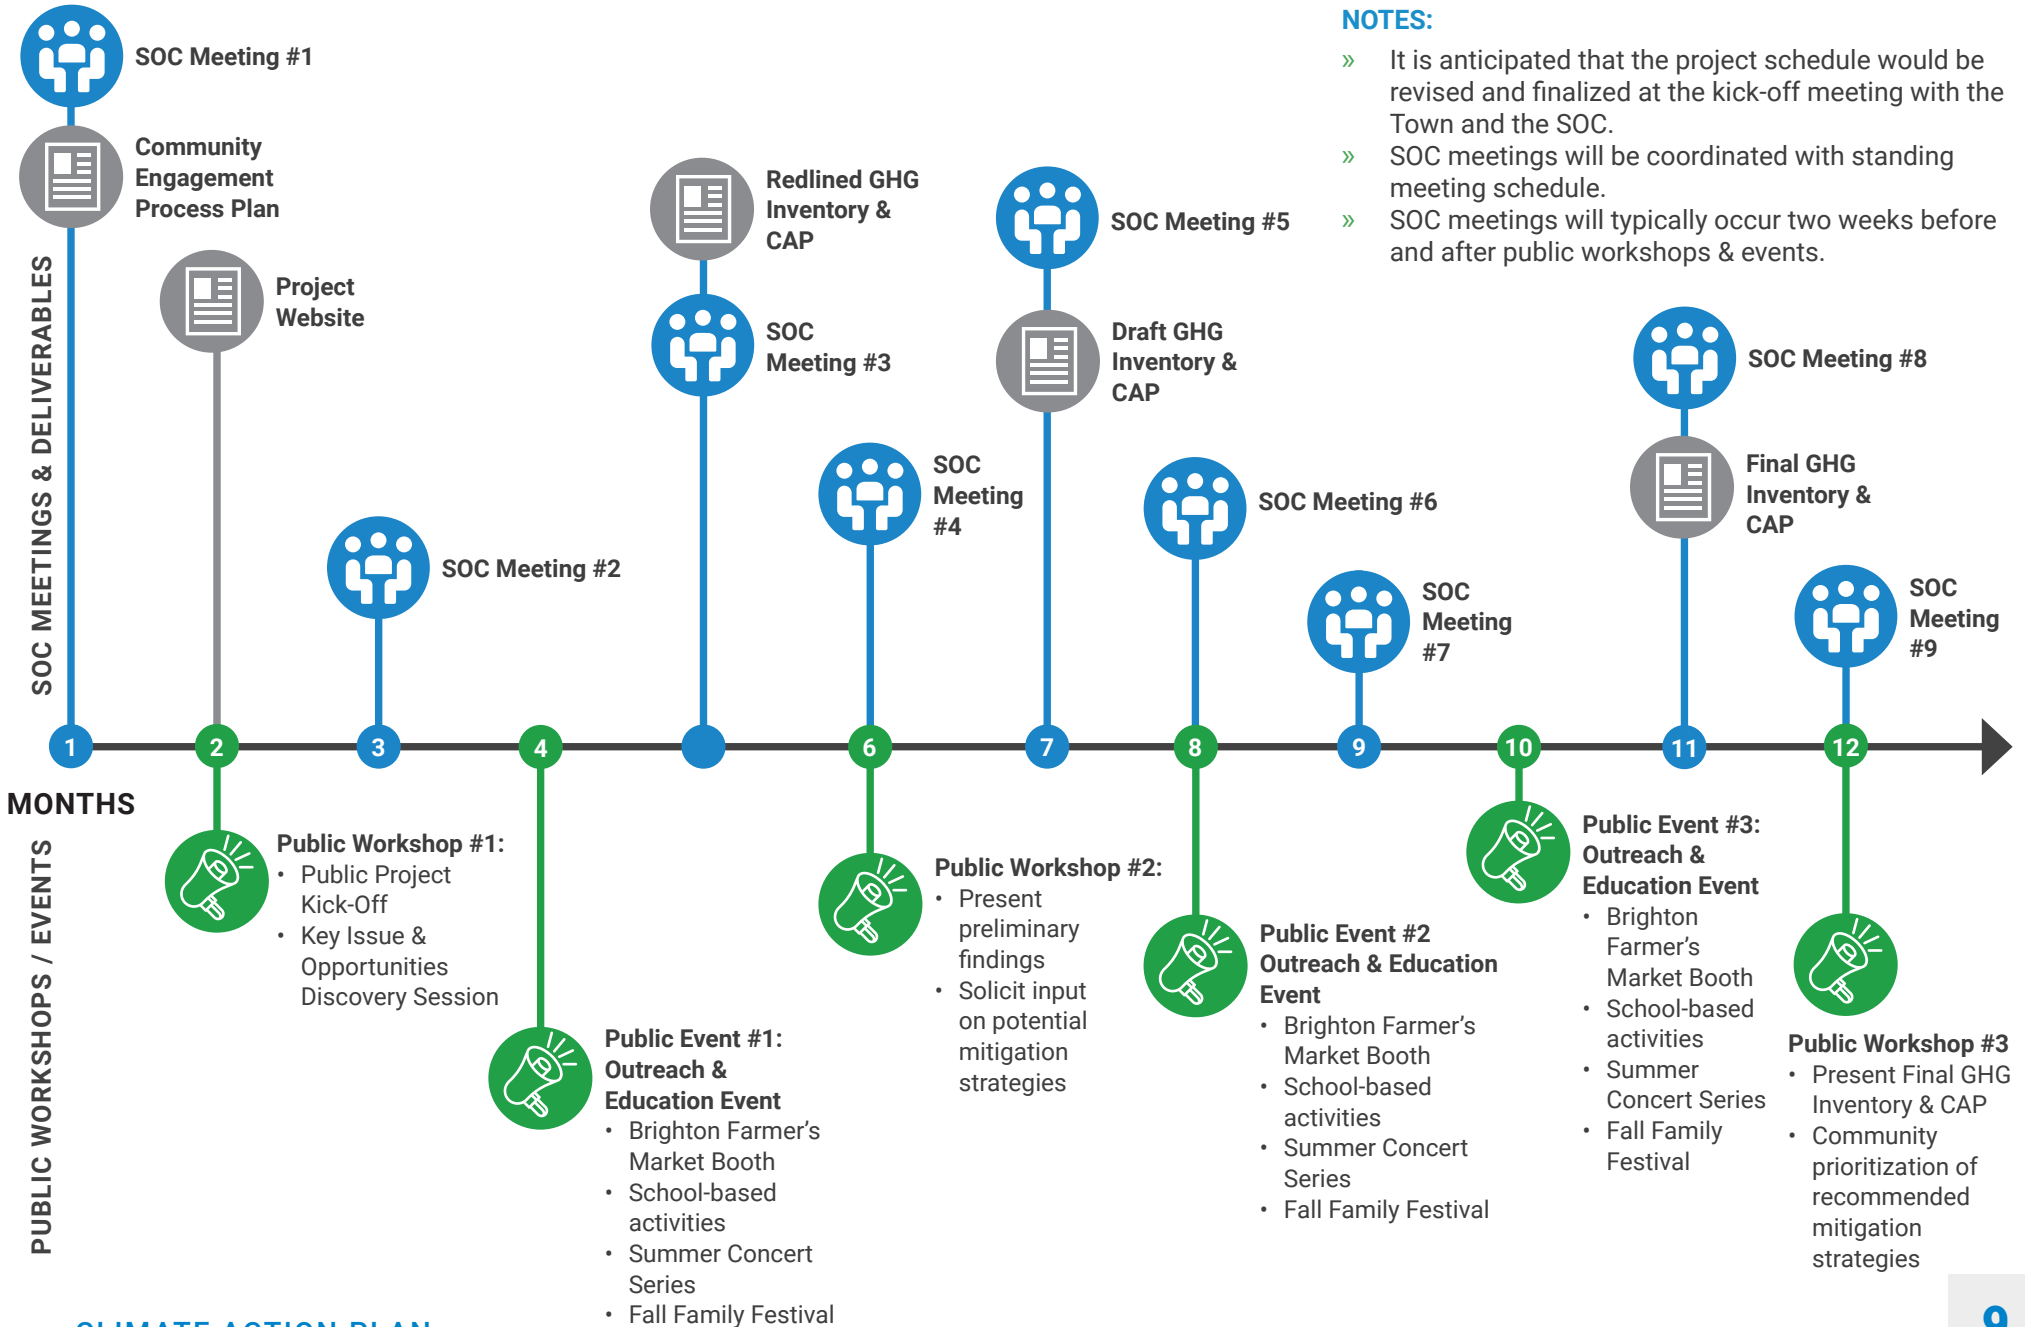 SOC Meeting #1
Community
Engagement
Process Plan
Project
Website
SOC Meeting #2
Redlined GHG
Inventory &
CAP
SOC
Meeting #3
SOC
Meeting
#4
SOC Meeting #5
Draft GHG
Inventory &
CAP
SOC Meeting #6
SOC
Meeting
#7
SOC Meeting #8
Final GHG
Inventory &
CAP
SOC
Meeting
#9
NOTES:
» It is anticipated that the project schedule would be
revised and finalized at the kick-off meeting with the
Town and the SOC.
» SOC meetings will be coordinated with standing
meeting schedule.
» SOC meetings will typically occur two weeks before
and after public workshops & events.
SOC MEETINGS & DELIVERABLES
1 2 3 4 6 7 8 9 10 11 12
MONTHS
PUBLIC WORKSHOPS / EVENTS
Public Workshop #1:
• Public Project
Kick-Off
• Key Issue &
Opportunities
Discovery Session
Public Event #1:
Outreach &
Education Event
• Brighton Farmer’s
Market Booth
• School-based
activities
• Summer Concert
Series
• Fall Family Festival
Public Workshop #2:
• Present
preliminary
findings
• Solicit input
on potential
mitigation
strategies
Public Event #2
Outreach & Education
Event
• Brighton Farmer’s
Market Booth
• School-based
activities
• Summer Concert
Series
• Fall Family Festival
Public Event #3:
Outreach &
Education Event
• Brighton
Farmer’s
Market Booth
• School-based
activities
• Summer
Concert Series
• Fall Family
Festival
Public Workshop #3
• Present Final GHG
Inventory & CAP
• Community
prioritization of
recommended
mitigation
strategies
CLIMATE ACTION PLAN
9